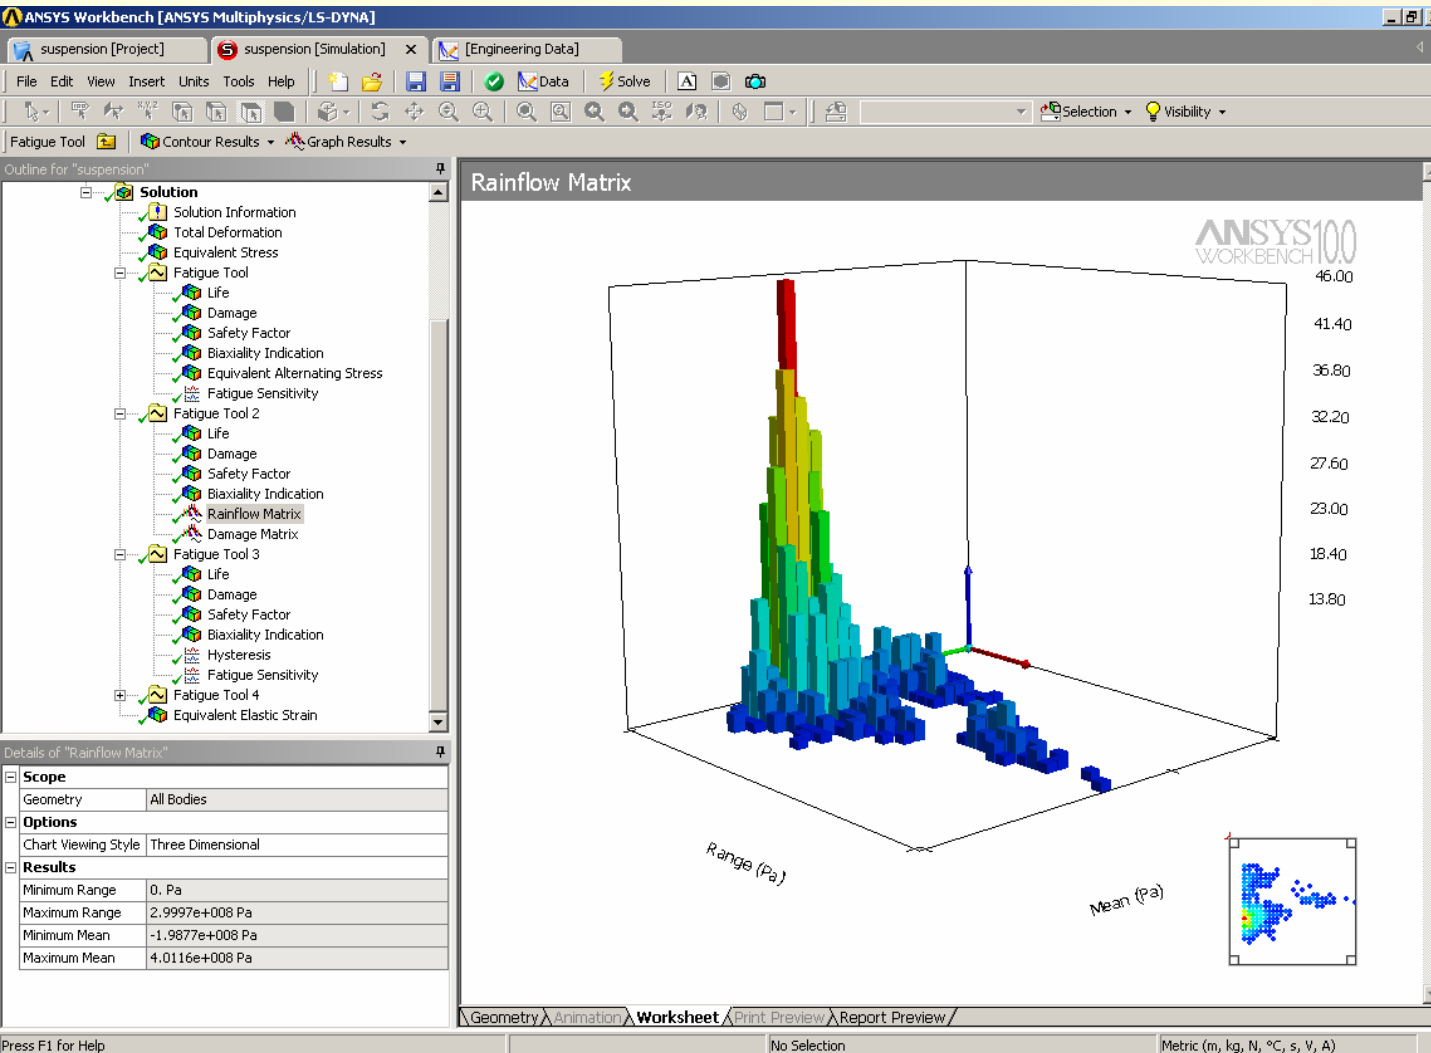 ANSYS Workbench [ANSYS Multiphysics/LS-DYNA]
suspension [Project]
suspension [Simulation]
[Engineering Data]
File Edit View Insert Units Tools Help Data Solve A
X,Y,Z ISO Selection Visibility
Fatigue Tool Contour Results Graph Results
Outline for "suspension"
Solution
Solution Information
Total Deformation
Equivalent Stress
Fatigue Tool
Life
Damage
Safety Factor
Biaxiality Indication
Equivalent Alternating Stress
Fatigue Sensitivity
Fatigue Tool 2
Life
Damage
Safety Factor
Biaxiality Indication
Rainflow Matrix
Damage Matrix
Fatigue Tool 3
Life
Damage
Safety Factor
Biaxiality Indication
Hysteresis
Fatigue Sensitivity
Fatigue Tool 4
Equivalent Elastic Strain
Details of "Rainflow Matrix"
Scope
Geometry All Bodies
Options
Chart Viewing Style Three Dimensional
Results
Minimum Range 0. Pa
Maximum Range 2.9997e+008 Pa
Minimum Mean -1.9877e+008 Pa
Maximum Mean 4.0116e+008 Pa
Rainflow Matrix
ANSYS 10.0
WORKBENCH
46.00
41.40
36.80
32.20
27.60
23.00
18.40
13.80
Range (Pa)
Mean (Pa)
Geometry Animation Worksheet Print Preview Report Preview
Press F1 for Help No Selection Metric (m, kg, N, °C, s, V, A)